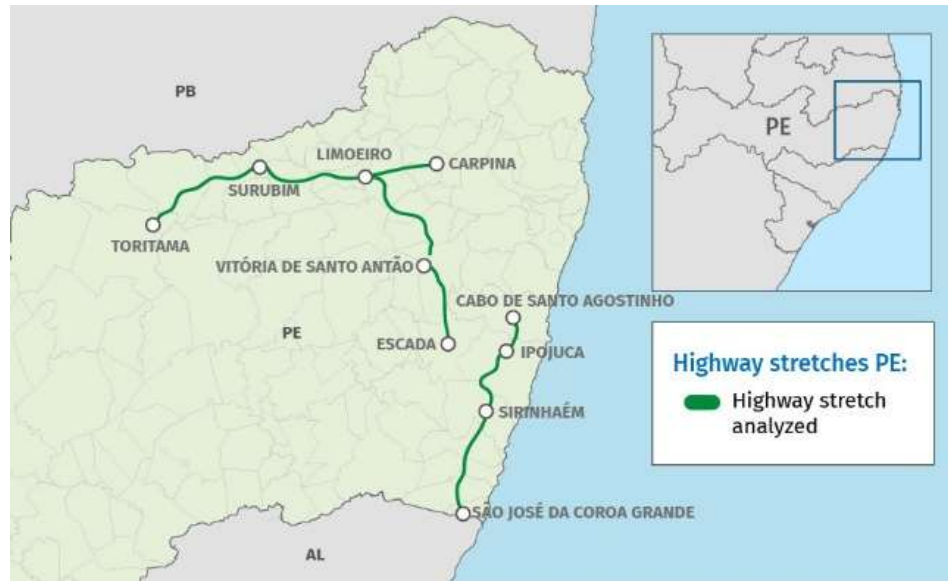 PB
LIMOEIRO
CARPINA
SURUBIM
TORITAMA
VITÓRIA DE SANTO ANTÃO
CABO DE SANTO AGOSTINHO
PE
ESCADA
IPOJUCA
SIRINHAÉM
SÃO JOSÉ DA COROA GRANDE
AL
PE
Highway stretches PE:
Highway stretch
analyzed